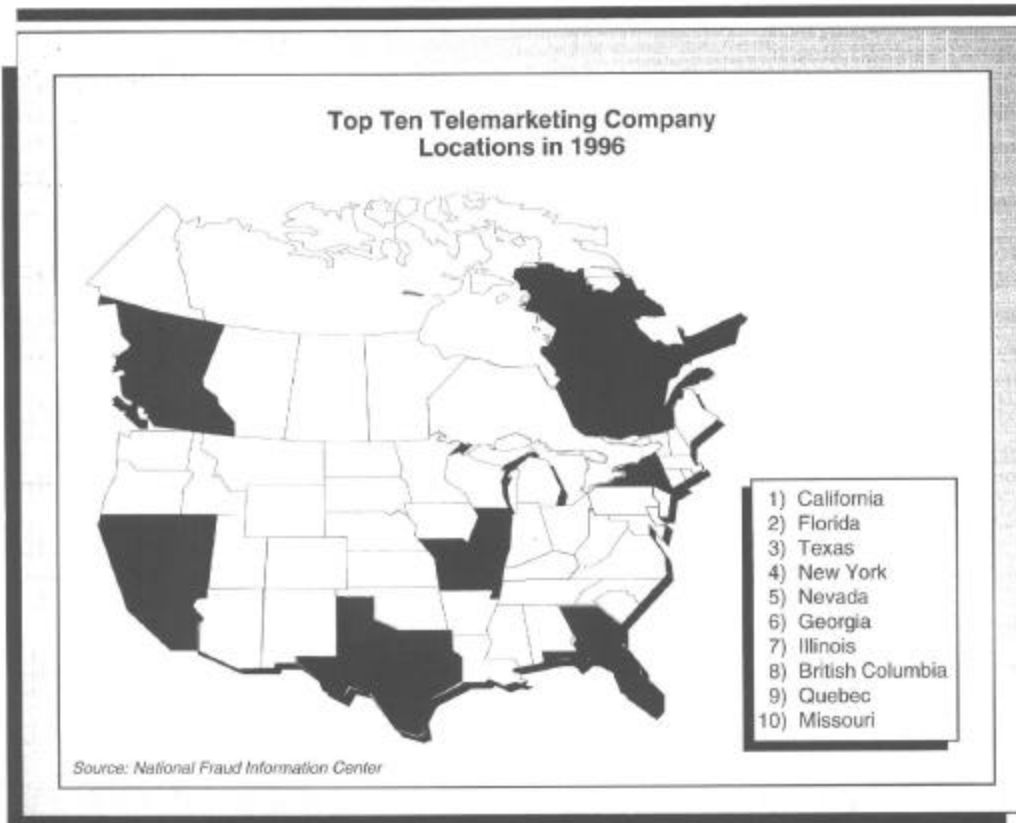 Top Ten Telemarketing Company
Locations in 1996
1) California
2) Florida
3) Texas
4) New York
5) Nevada
6) Georgia
7) Illinois
8) British Columbia
9) Quebec
10) Missouri
Source: National Fraud Information Center